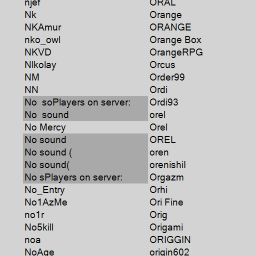 njef ORAL
Nk Orange
NKAmur ORANGE
nko_owl Orange Box
NKVD OrangeRPG
Nlkolay Orcus
NM Order99
NN Ordi
No  soPlayers on server: Ordi93
No  sound orel
No Mercy Orel
No sound OREL
No sound ( oren
No sound( orenishil
No sPlayers on server: Orgazm
No_Entry Orhi
No1AzMe Ori Fine
no1r Orig
No5kill Origami
noa ORIGGIN
NoAge origin602